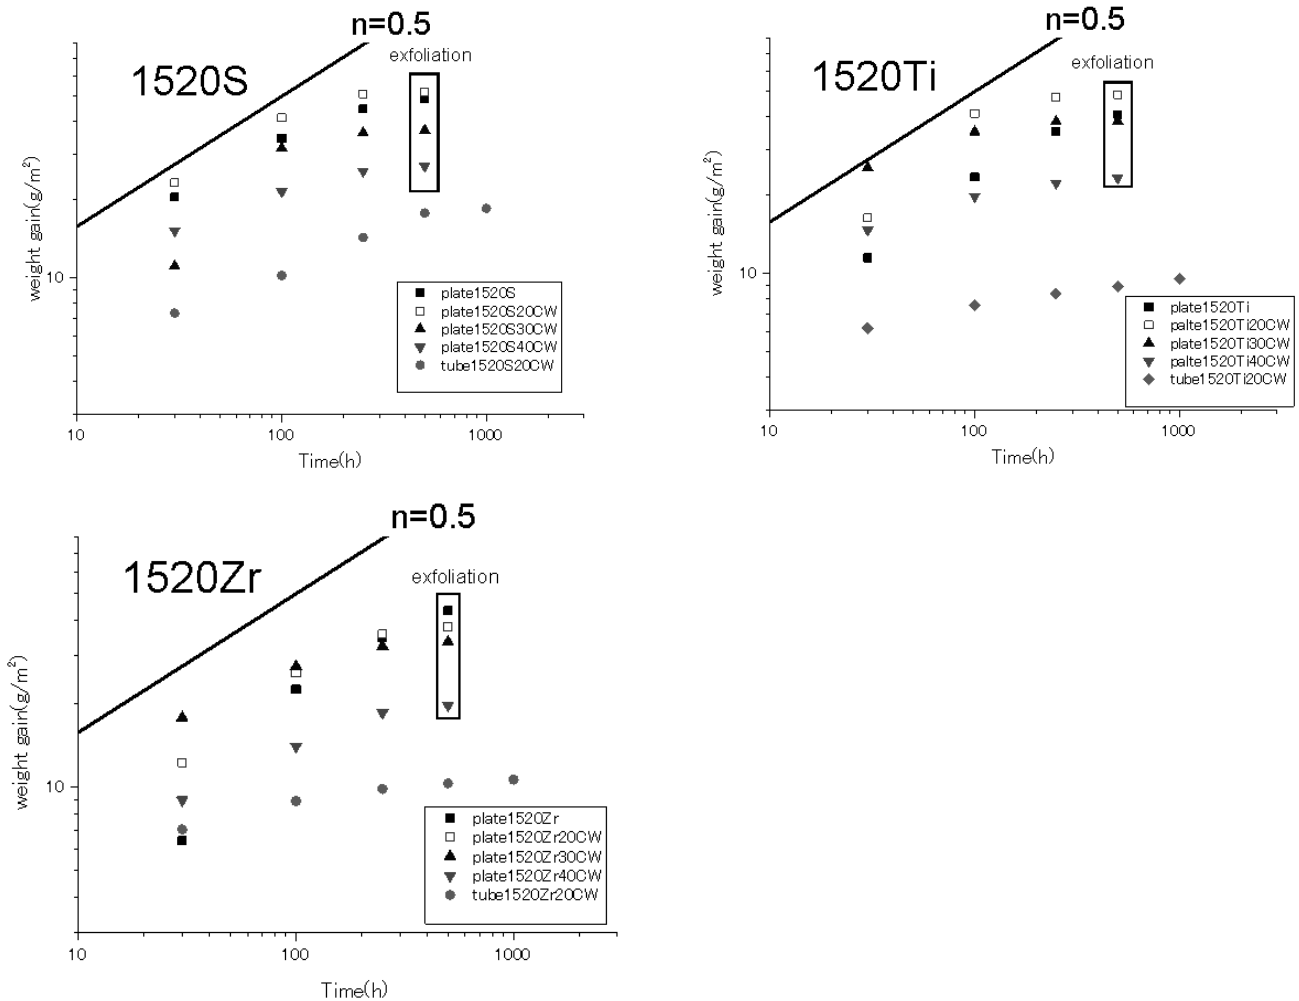 n=0.5
exfoliation
1520S
weight gain(g/m²)
10
plate1520S
plate1520S20CW
plate1520S30CW
plate1520S40CW
tube1520S20CW
10
100
1000
Time(h)
n=0.5
exfoliation
1520Ti
weight gain(g/m²)
10
plate1520Ti
palte1520Ti20CW
plate1520Ti30CW
palte1520Ti40CW
tube1520Ti20CW
10
100
1000
Time(h)
n=0.5
exfoliation
1520Zr
weight gain(g/m²)
10
plate1520Zr
plate1520Zr20CW
plate1520Zr30CW
plate1520Zr40CW
tube1520Zr20CW
10
100
1000
Time(h)